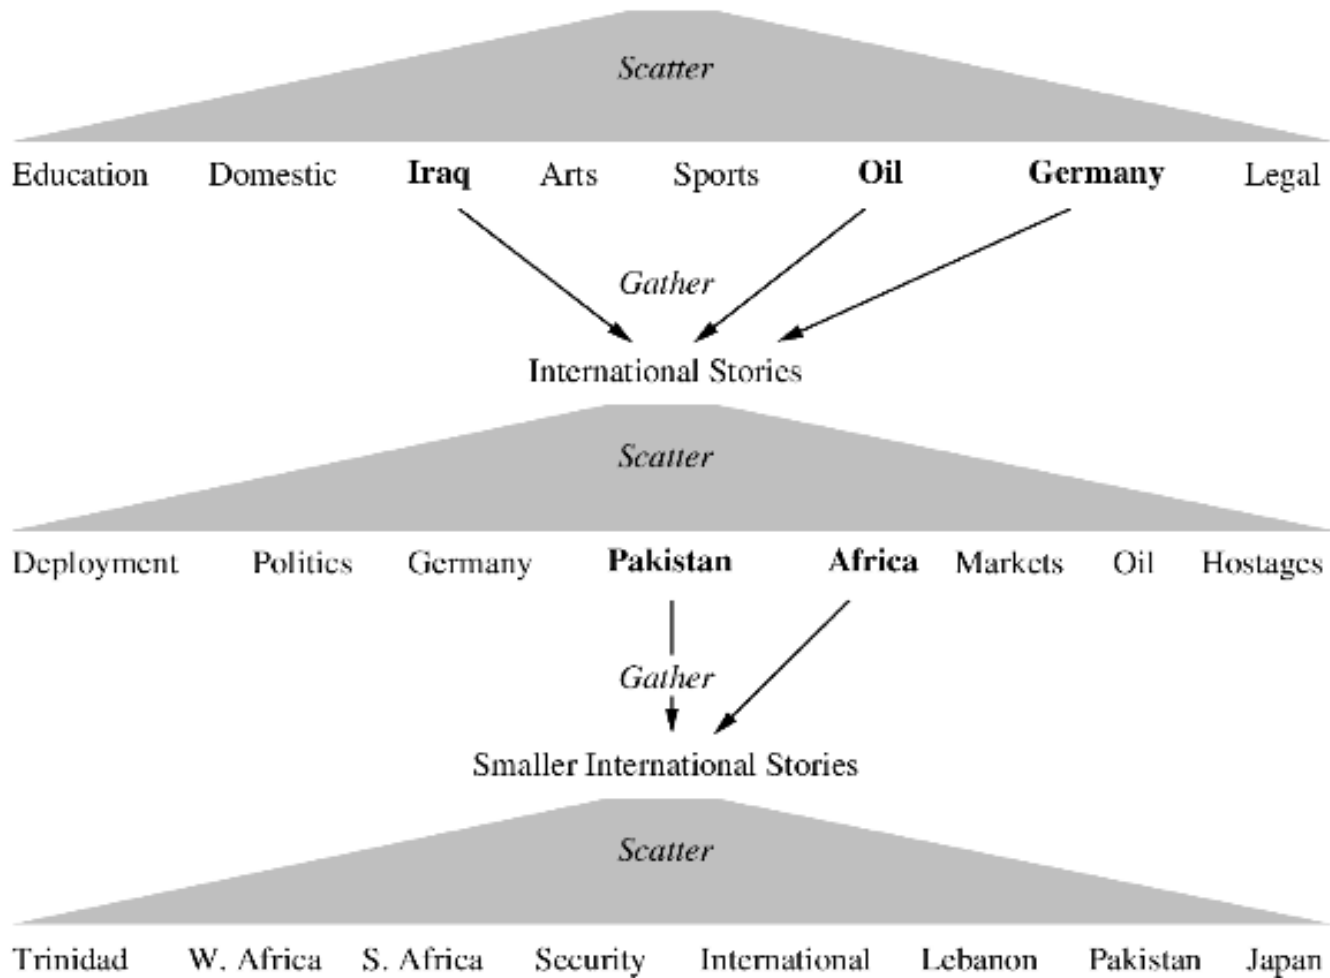 Scatter
Education Domestic Iraq Arts Sports Oil Germany Legal
Gather
International Stories
Scatter
Deployment Politics Germany Pakistan Africa Markets Oil Hostages
Gather
Smaller International Stories
Scatter
Trinidad W. Africa S. Africa Security International Lebanon Pakistan Japan